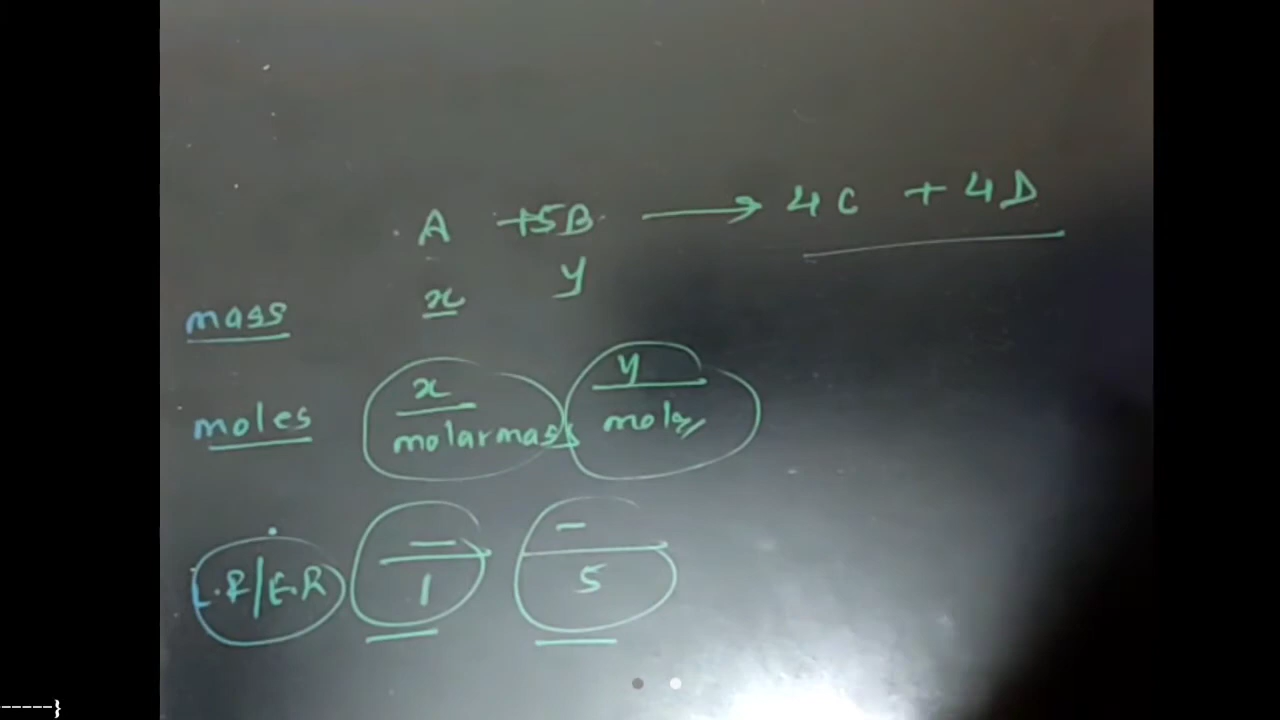 A +5B → 4C + 4D
mass x y
moles x/molarmass y/mola
L.R/E.R –/1 –/5
-----}